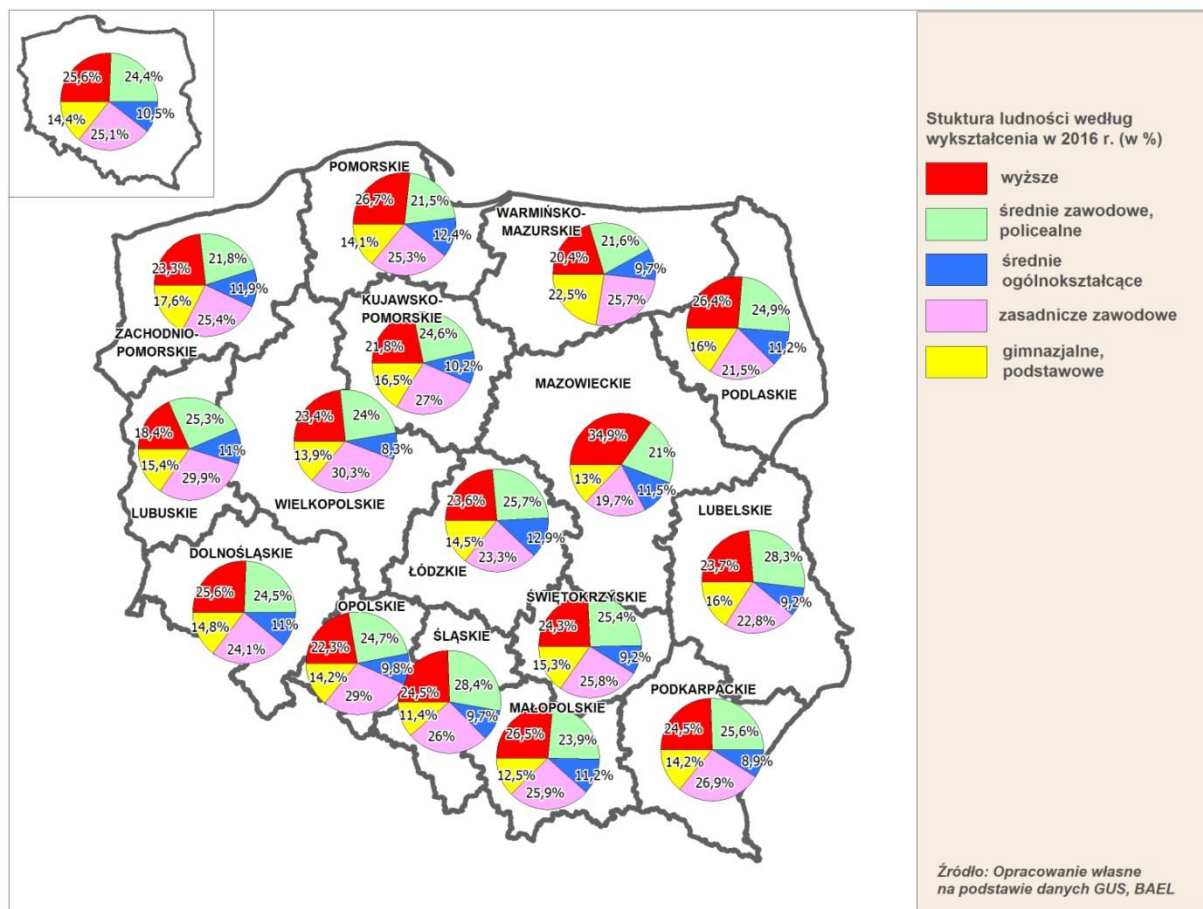 25,6%
24,4%
10,5%
25,1%
14,4%
POMORSKIE
26,7%
21,5%
12,4%
25,3%
14,1%
WARMIŃSKO-
MAZURSKIE
20,4%
21,6%
9,7%
25,7%
22,5%
23,3%
21,8%
11,9%
25,4%
17,6%
ZACHODNIO-
POMORSKIE
KUJAWSKO-
POMORSKIE
21,8%
24,6%
10,2%
27%
16,5%
26,4%
24,9%
11,2%
21,5%
16%
PODLASKIE
MAZOWIECKIE
34,9%
21%
11,5%
19,7%
13%
18,4%
25,3%
11%
29,9%
15,4%
LUBUSKIE
23,4%
24%
8,3%
30,3%
13,9%
WIELKOPOLSKIE
23,6%
25,7%
12,9%
23,3%
14,5%
ŁÓDZKIE
LUBELSKIE
23,7%
28,3%
9,2%
22,8%
16%
DOLNOŚLĄSKIE
25,6%
24,5%
11%
24,1%
14,8%
OPOLSKIE
22,3%
24,7%
9,8%
29%
14,2%
ŚLĄSKIE
24,5%
28,4%
9,7%
26%
11,4%
ŚWIĘTOKRZYSKIE
24,3%
25,4%
9,2%
25,8%
15,3%
MAŁOPOLSKIE
26,5%
23,9%
11,2%
25,9%
12,5%
PODKARPACKIE
24,5%
25,6%
8,9%
26,9%
14,2%
Stuktura ludności według
wykształcenia w 2016 r. (w %)
wyższe
średnie zawodowe,
policealne
średnie
ogólnokształcące
zasadnicze zawodowe
gimnazjalne,
podstawowe
Źródło: Opracowanie własne
na podstawie danych GUS, BAEL